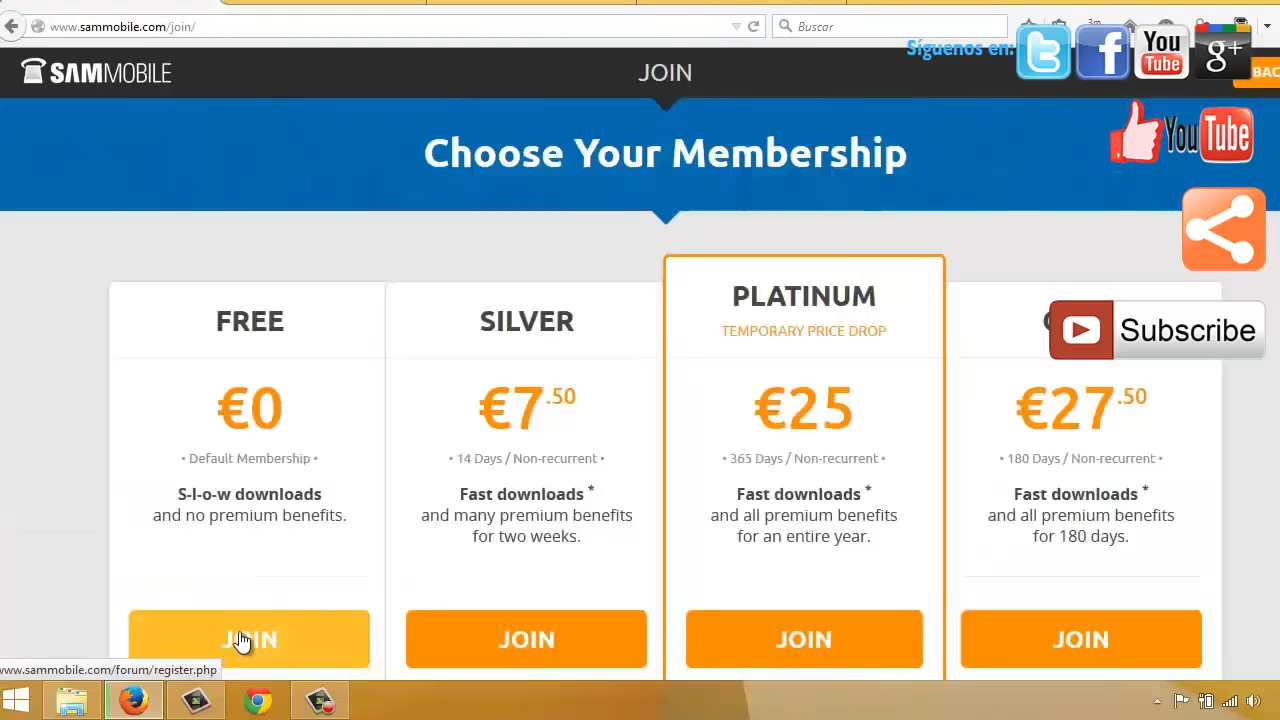 www.sammobile.com/join/
Buscar
Síguenos en:
You
Tube
SAMMOBILE
JOIN
BAC
Choose Your Membership
YouTube
FREE
SILVER
PLATINUM
TEMPORARY PRICE DROP
Subscribe
€0
€7.50
€25
€27.50
• Default Membership •
• 14 Days / Non-recurrent •
• 365 Days / Non-recurrent •
• 180 Days / Non-recurrent •
S-l-o-w downloads
and no premium benefits.
Fast downloads *
and many premium benefits
for two weeks.
Fast downloads *
and all premium benefits
for an entire year.
Fast downloads *
and all premium benefits
for 180 days.
JOIN
JOIN
JOIN
JOIN
www.sammobile.com/forum/register.php